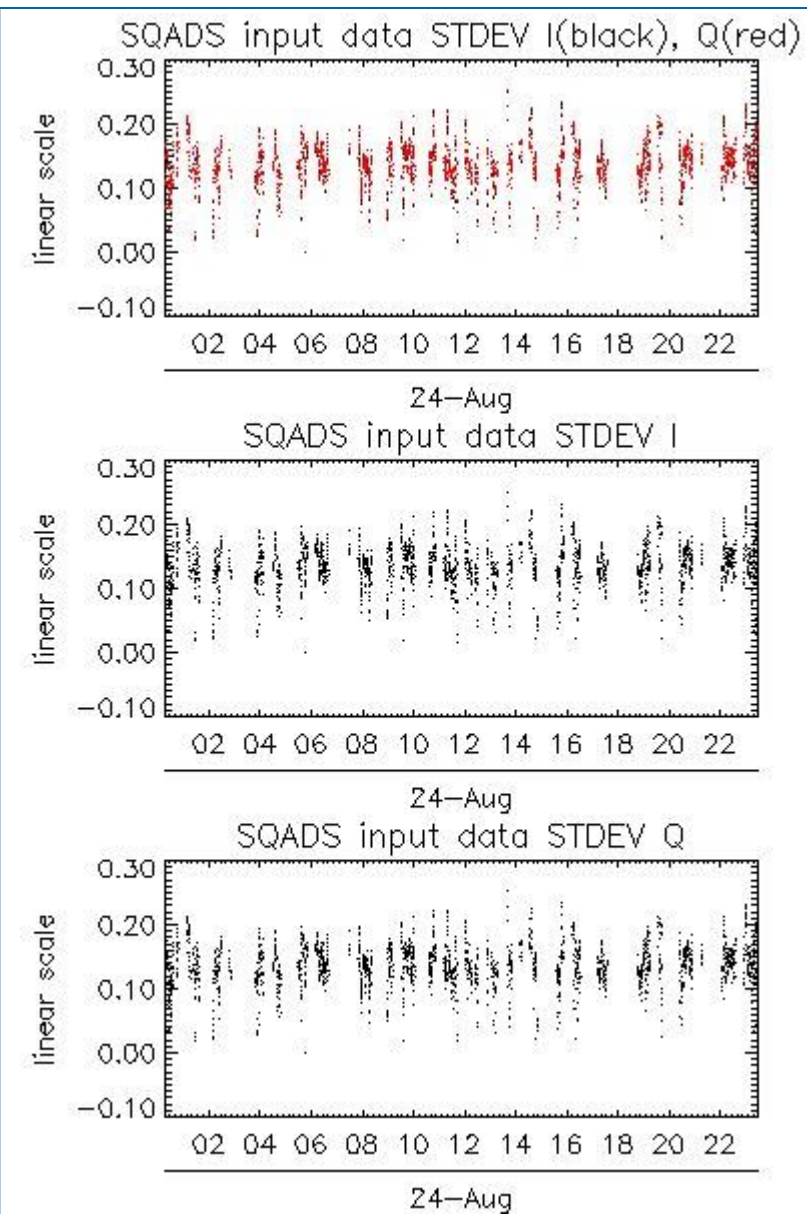 SQADS input data STDEV I(black), Q(red)
0.30
0.20
0.10
0.00
-0.10
linear scale
02 04 06 08 10 12 14 16 18 20 22
24-Aug
SQADS input data STDEV I
0.30
0.20
0.10
0.00
-0.10
linear scale
02 04 06 08 10 12 14 16 18 20 22
24-Aug
SQADS input data STDEV Q
0.30
0.20
0.10
0.00
-0.10
linear scale
02 04 06 08 10 12 14 16 18 20 22
24-Aug